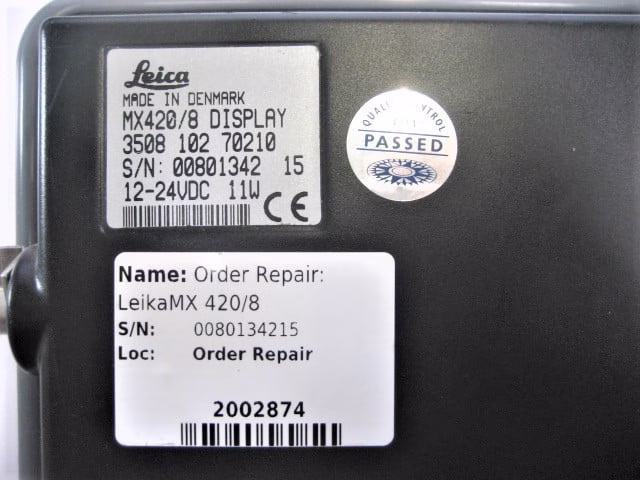 Leica
MADE IN DENMARK
MX420/8 DISPLAY
3508 102 70210
S/N: 00801342 15
12-24VDC 11W
CE
PASSED
Name: Order Repair:
LeikaMX 420/8
S/N: 0080134215
Loc: Order Repair
2002874